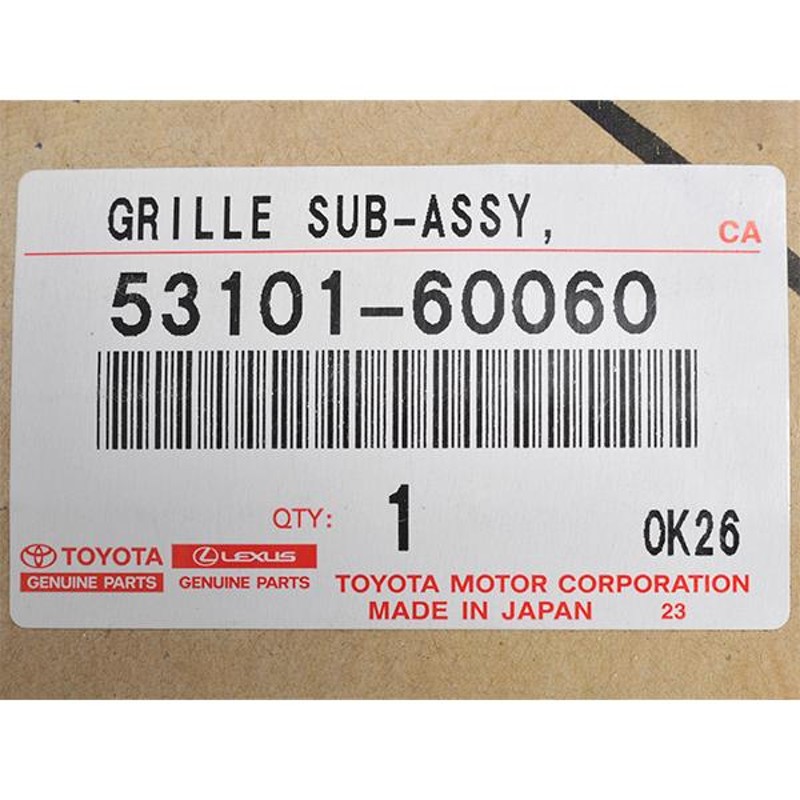 GRILLE SUB-ASSY,
CA
53101-60060
QTY: 1
0K26
TOYOTA
GENUINE PARTS
LEXUS
GENUINE PARTS
TOYOTA MOTOR CORPORATION
MADE IN JAPAN 23